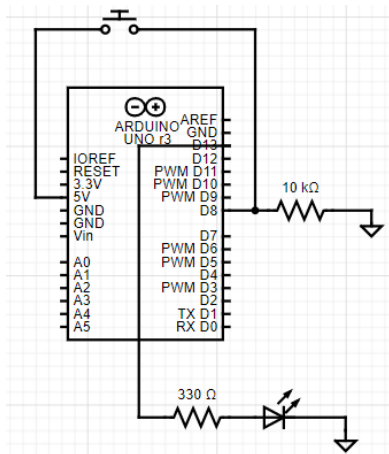 ARDUINO
UNO r3
IOREF
RESET
3.3V
5V
GND
GND
Vin
A0
A1
A2
A3
A4
A5
AREF
GND
D13
D12
PWM D11
PWM D10
PWM D9
D8
D7
PWM D6
PWM D5
D4
PWM D3
D2
TX D1
RX D0
10 kΩ
330 Ω